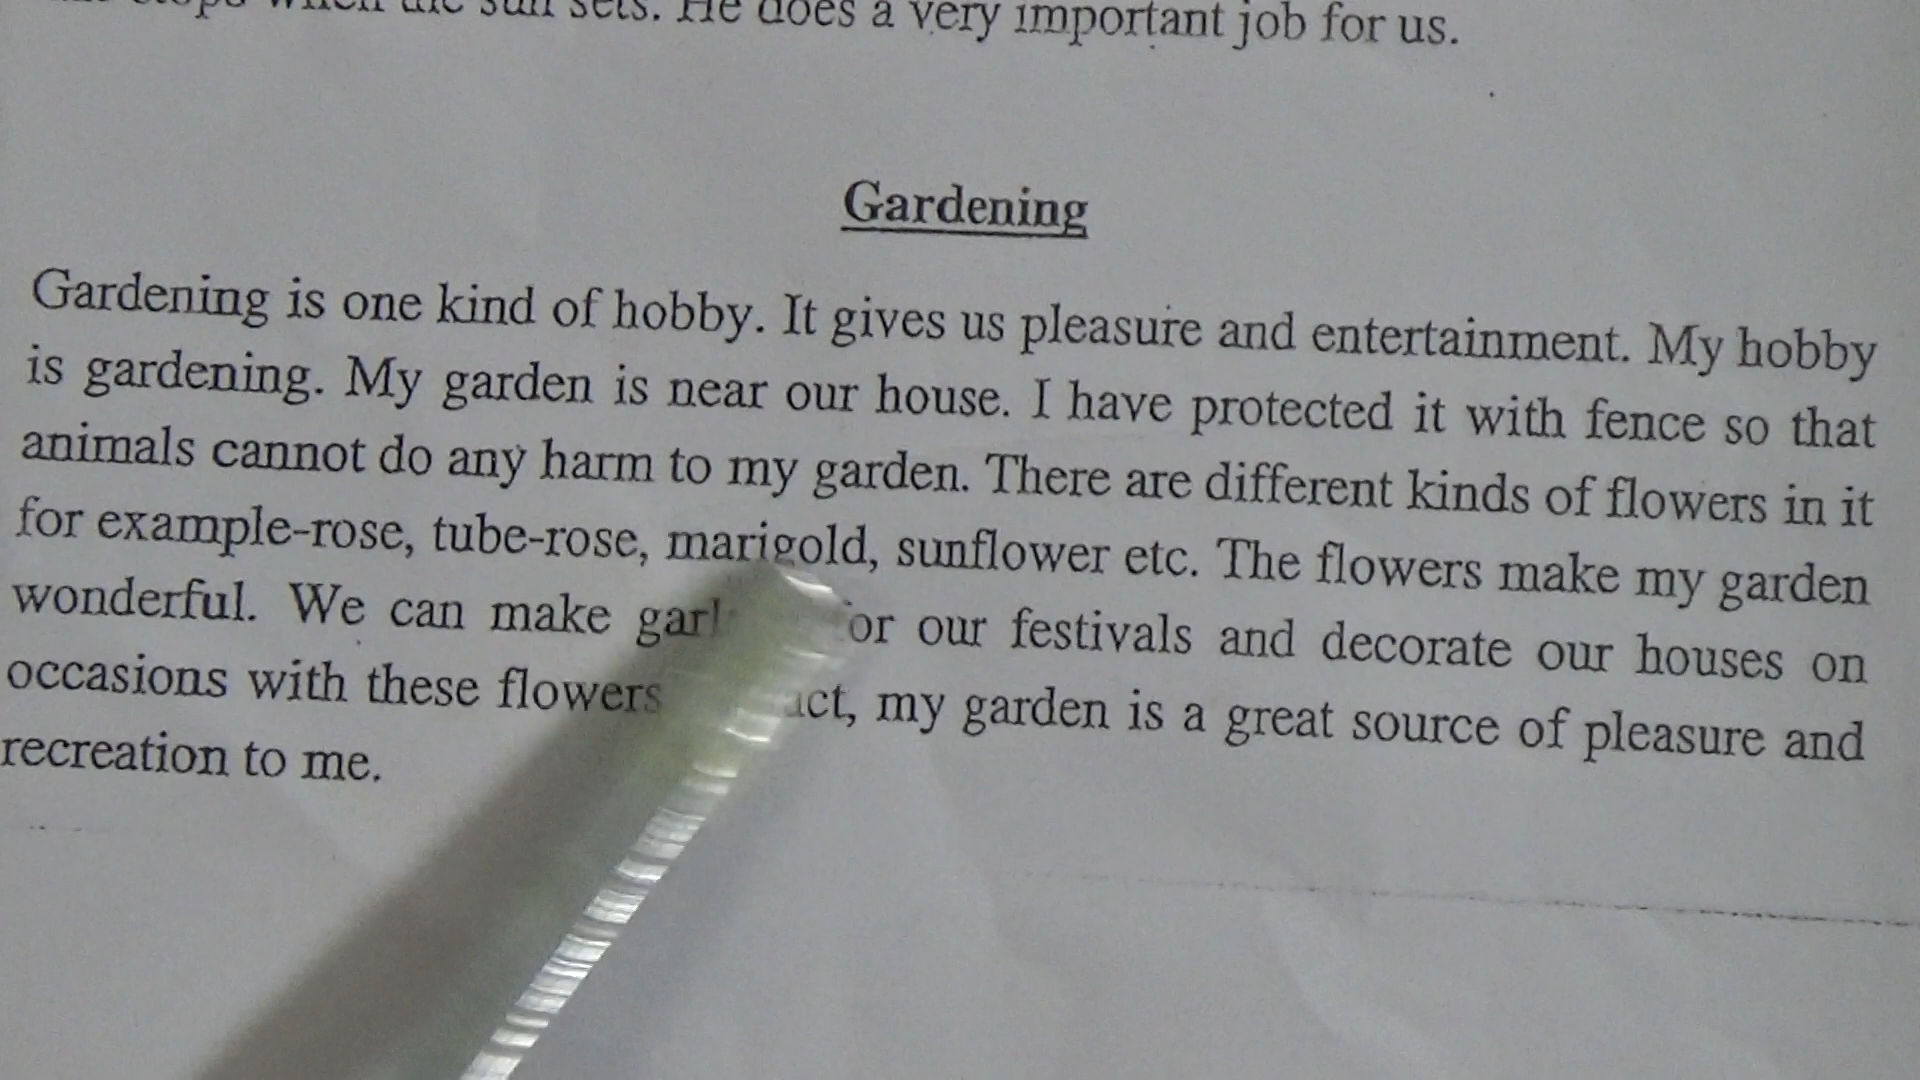 when the sun sets. He does a very important job for us.
Gardening
Gardening is one kind of hobby. It gives us pleasure and entertainment. My hobby
is gardening. My garden is near our house. I have protected it with fence so that
animals cannot do any harm to my garden. There are different kinds of flowers in it
for example-rose, tube-rose, marigold, sunflower etc. The flowers make my garden
wonderful. We can make our festivals and decorate our houses on
occasions with these flowers my garden is a great source of pleasure and
recreation to me.